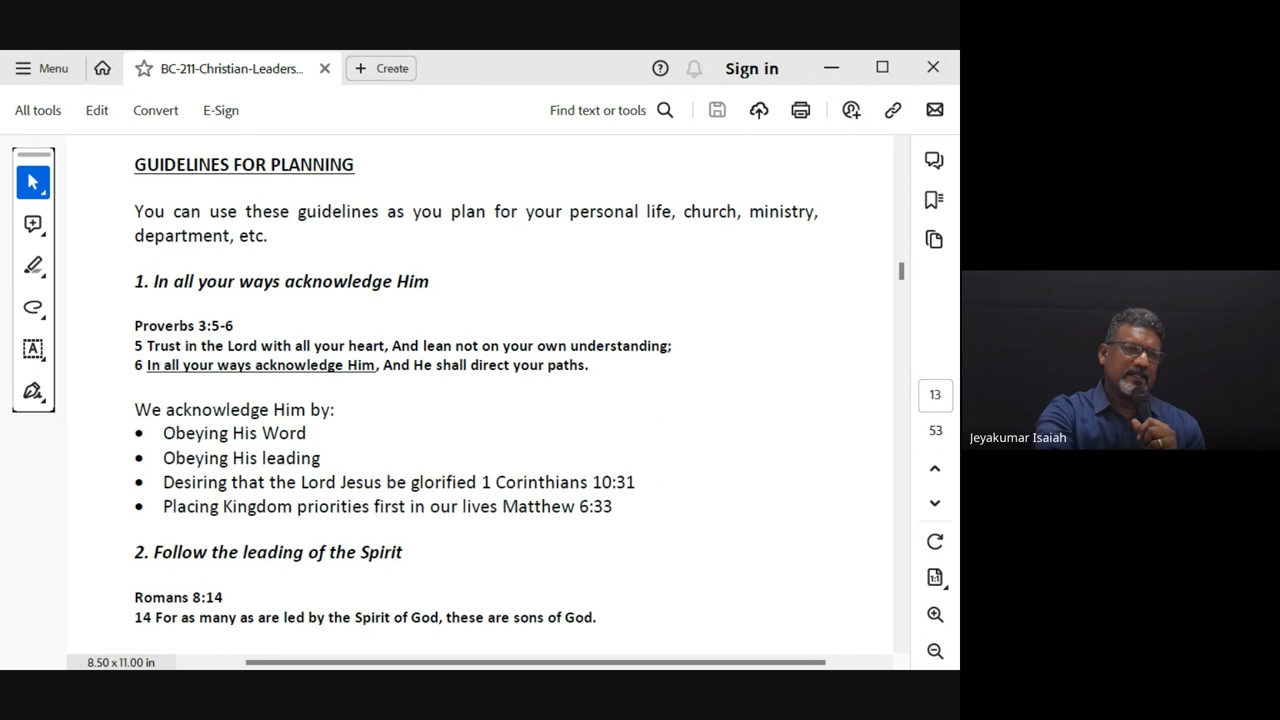 Menu
BC-211-Christian-Leaders...
Create
Sign in
All tools
Edit
Convert
E-Sign
Find text or tools
GUIDELINES FOR PLANNING
You can use these guidelines as you plan for your personal life, church, ministry,
department, etc.
1. In all your ways acknowledge Him
Proverbs 3:5-6
5 Trust in the Lord with all your heart, And lean not on your own understanding;
6 In all your ways acknowledge Him, And He shall direct your paths.
We acknowledge Him by:
• Obeying His Word
• Obeying His leading
• Desiring that the Lord Jesus be glorified 1 Corinthians 10:31
• Placing Kingdom priorities first in our lives Matthew 6:33
2. Follow the leading of the Spirit
Romans 8:14
14 For as many as are led by the Spirit of God, these are sons of God.
8.50 x 11.00 in
13
53
1:1
Jeyakumar Isaiah